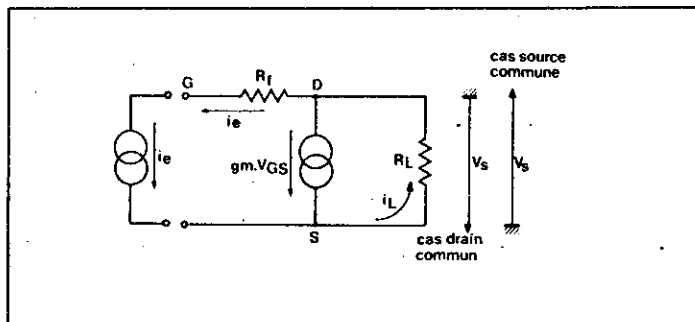 cas source
commune
G
Rf
D
ie
ie
gm.VGS
RL
iL
Vs
Vs
S
cas drain
commun